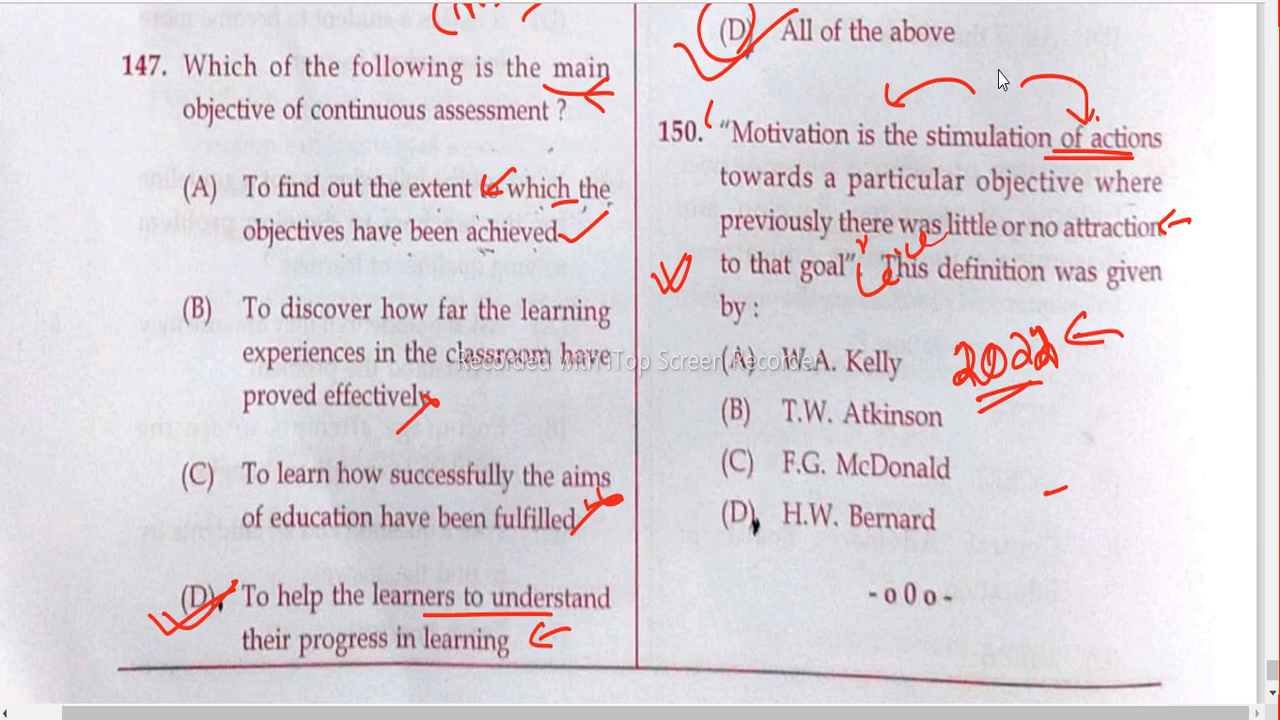 147. Which of the following is the main
objective of continuous assessment ?
(A) To find out the extent to which the
objectives have been achieved
(B) To discover how far the learning
experiences in the classroom have
proved effectively
(C) To learn how successfully the aims
of education have been fulfilled
(D) To help the learners to understand
their progress in learning
(D) All of the above
150. “Motivation is the stimulation of actions
towards a particular objective where
previously there was little or no attraction
to that goal” This definition was given
by :
(A) W.A. Kelly
2022
(B) T.W. Atkinson
(C) F.G. McDonald
(D) H.W. Bernard
- o 0 o -
Recorded with iTop Screen Recorder